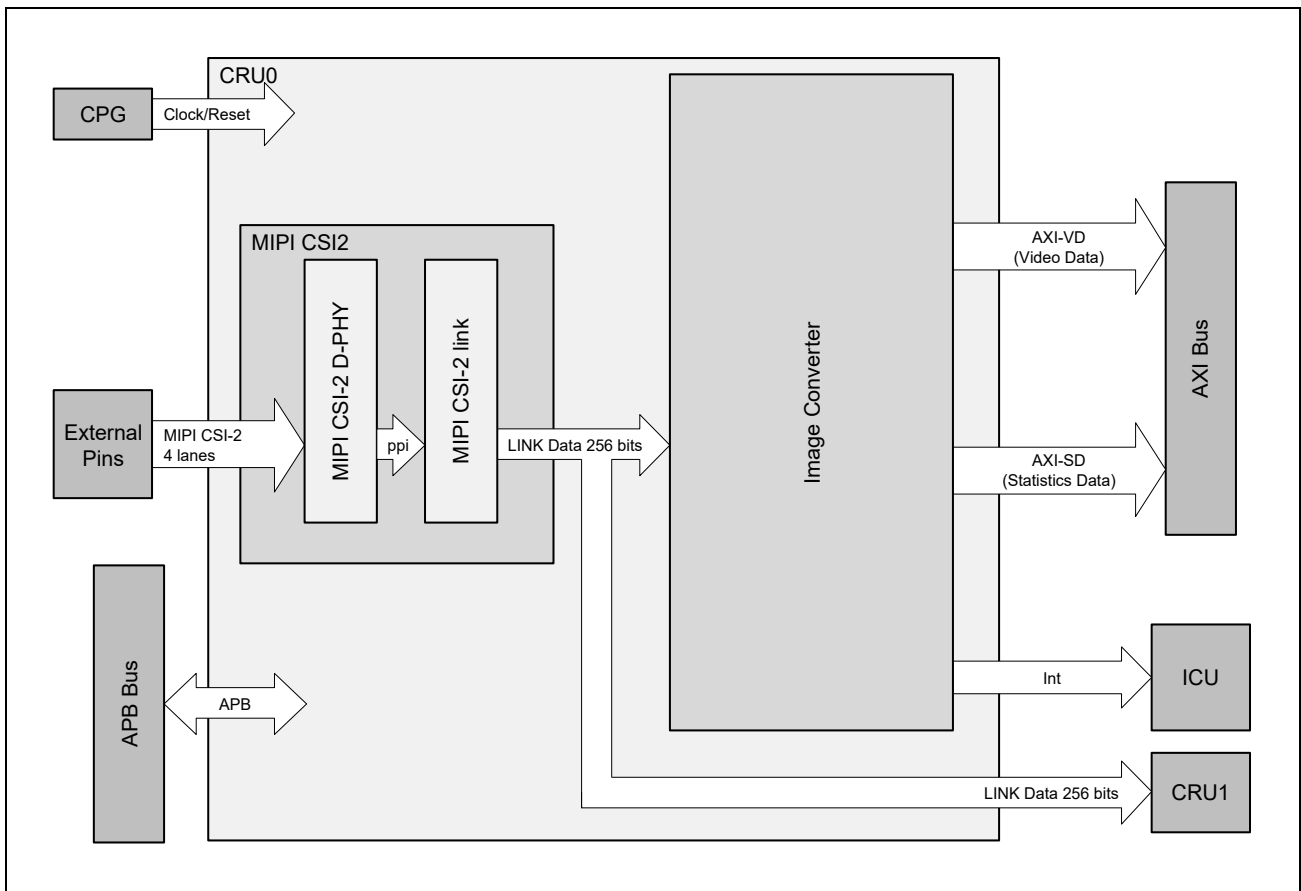 CRU0
CPG
Clock/Reset
MIPI CSI2
MIPI CSI-2 D-PHY
MIPI CSI-2 link
External
Pins
MIPI CSI-2
4 lanes
ppi
LINK Data 256 bits
Image Converter
AXI-VD
(Video Data)
AXI-SD
(Statistics Data)
AXI Bus
APB Bus
APB
Int
ICU
LINK Data 256 bits
CRU1